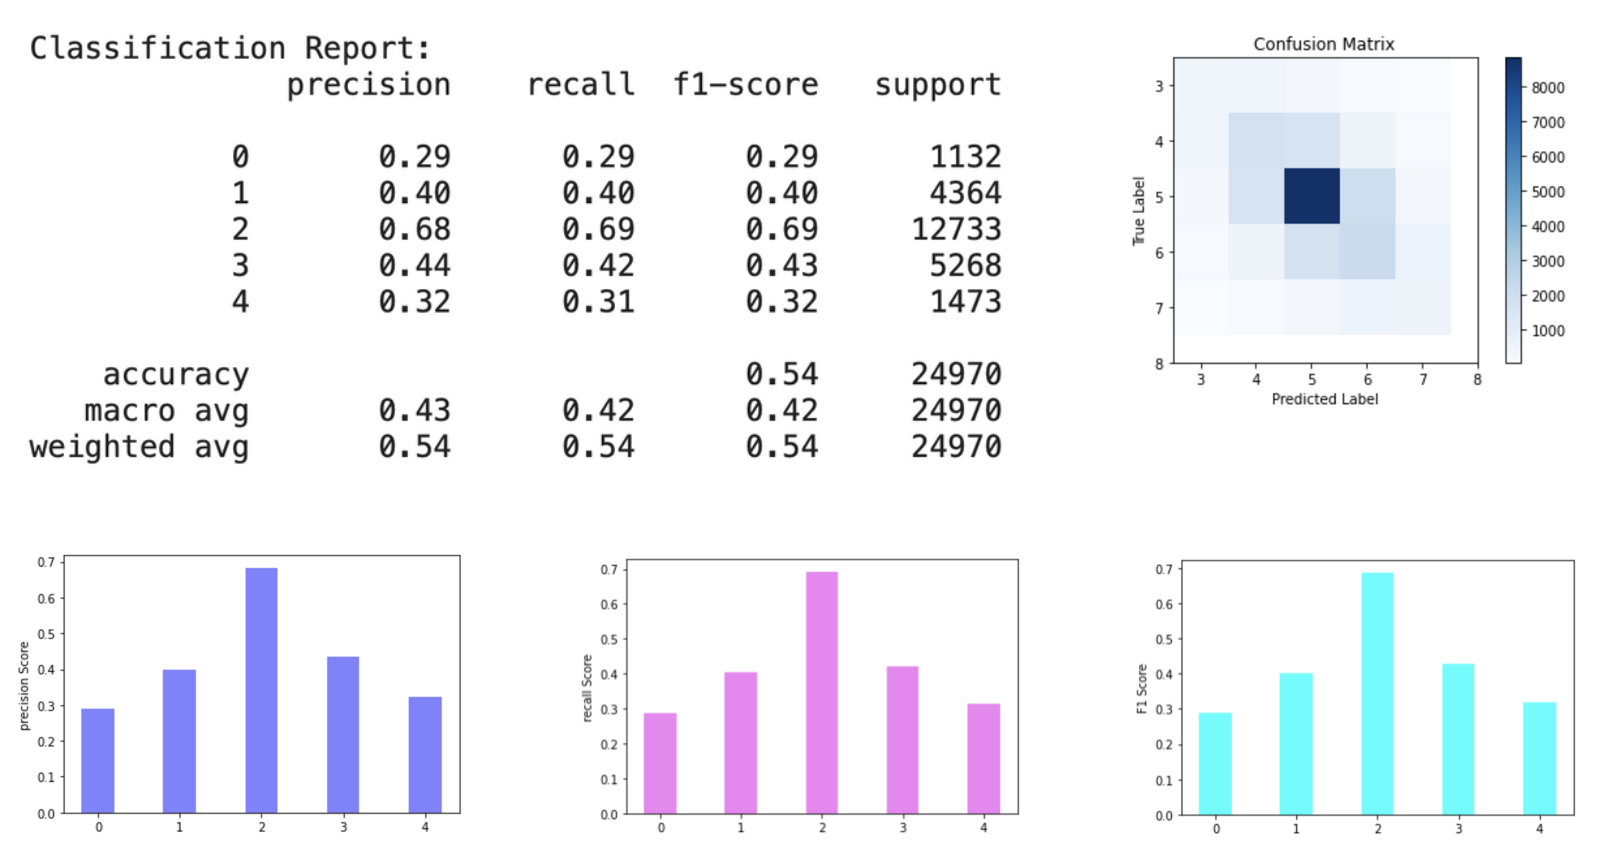 Classification Report:
precision recall f1-score support
0 0.29 0.29 0.29 1132
1 0.40 0.40 0.40 4364
2 0.68 0.69 0.69 12733
3 0.44 0.42 0.43 5268
4 0.32 0.31 0.32 1473
accuracy 0.54 24970
macro avg 0.43 0.42 0.42 24970
weighted avg 0.54 0.54 0.54 24970
Confusion Matrix
True Label
3
4
5
6
7
8
3 4 5 6 7 8
Predicted Label
8000
7000
6000
5000
4000
3000
2000
1000
precision Score
0.7
0.6
0.5
0.4
0.3
0.2
0.1
0.0
0 1 2 3 4
recall Score
0.7
0.6
0.5
0.4
0.3
0.2
0.1
0.0
0 1 2 3 4
F1 Score
0.7
0.6
0.5
0.4
0.3
0.2
0.1
0.0
0 1 2 3 4